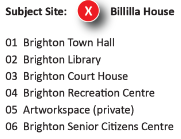 Subject Site: X Billilla House
01 Brighton Town Hall
02 Brighton Library
03 Brighton Court House
04 Brighton Recreation Centre
05 Artworkspace (private)
06 Brighton Senior Citizens Centre